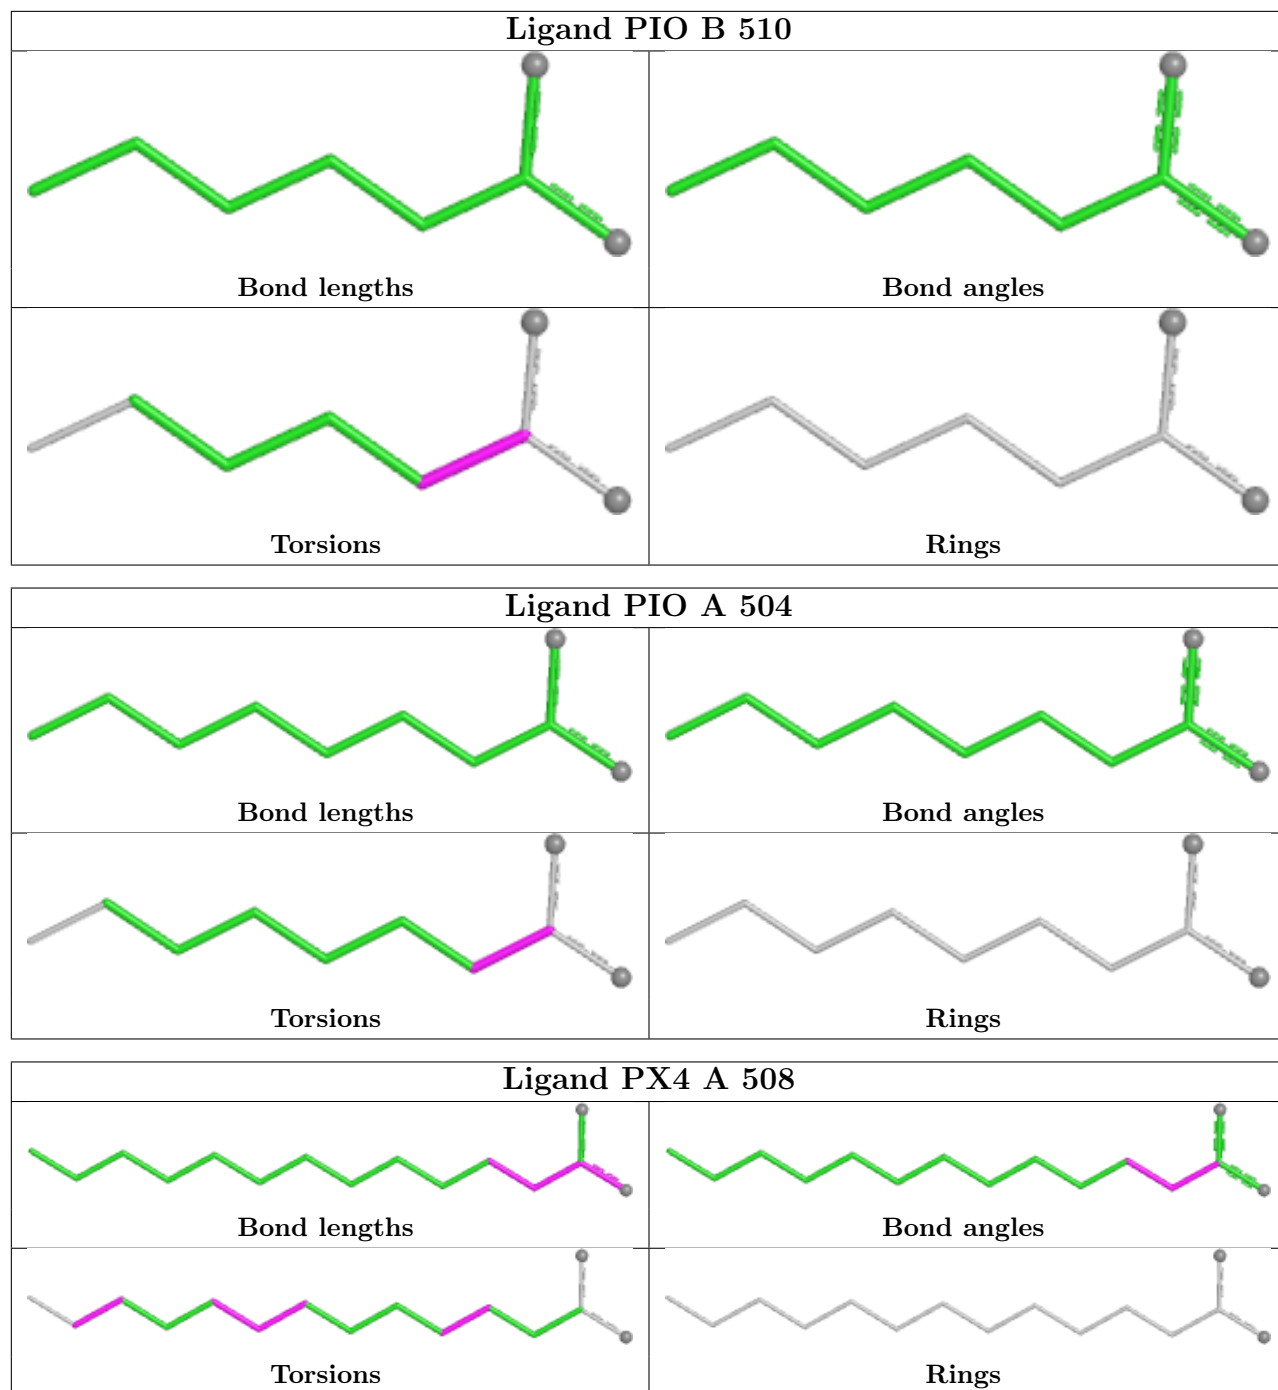 Ligand PIO B 510
Bond lengths
Bond angles
Torsions
Rings
Ligand PIO A 504
Bond lengths
Bond angles
Torsions
Rings
Ligand PX4 A 508
Bond lengths
Bond angles
Torsions
Rings